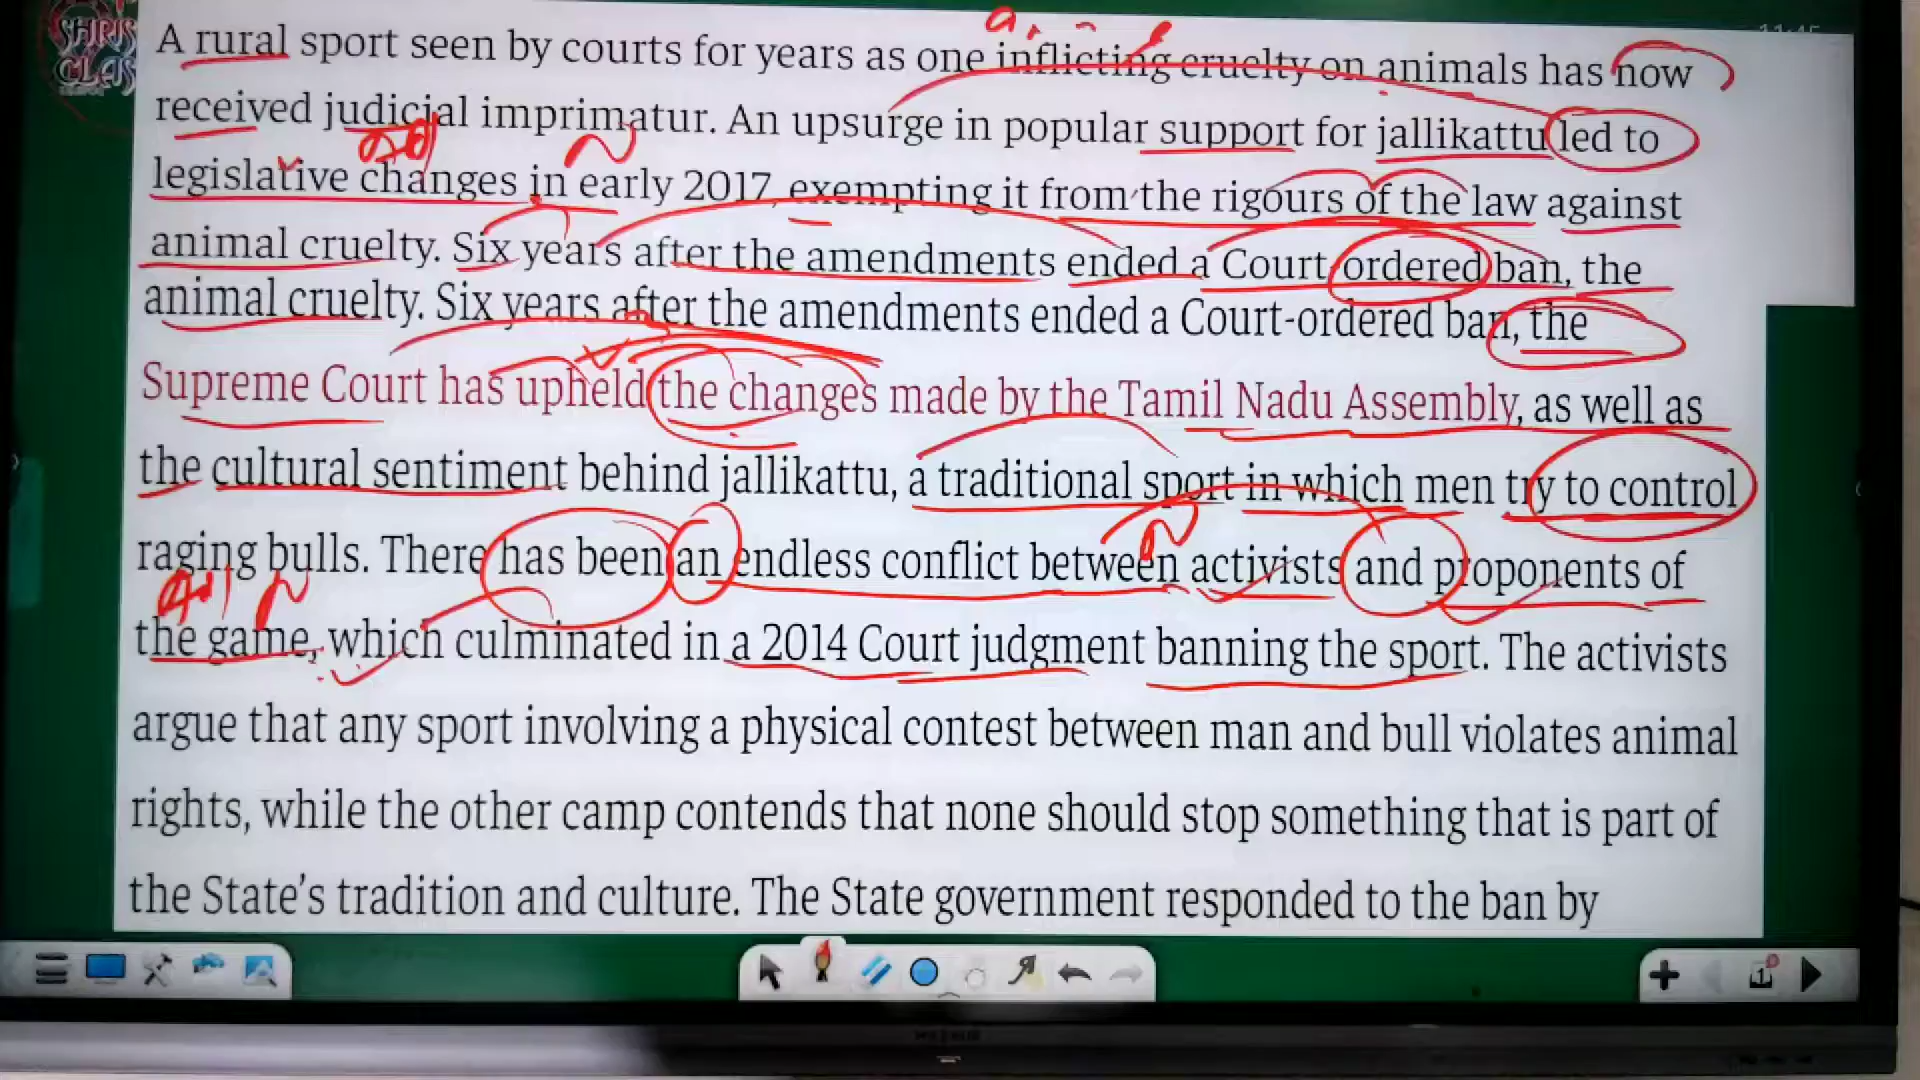 SHIRIS
CLAS
11:45
A rural sport seen by courts for years as one inflicting cruelty on animals has now
received judicial imprimatur. An upsurge in popular support for jallikattu led to
legislative changes in early 2017, exempting it from the rigours of the law against
animal cruelty. Six years after the amendments ended a Court-ordered ban, the
animal cruelty. Six years after the amendments ended a Court-ordered ban, the
Supreme Court has upheld the changes made by the Tamil Nadu Assembly, as well as
the cultural sentiment behind jallikattu, a traditional sport in which men try to control
raging bulls. There has been an endless conflict between activists and proponents of
the game, which culminated in a 2014 Court judgment banning the sport. The activists
argue that any sport involving a physical contest between man and bull violates animal
rights, while the other camp contends that none should stop something that is part of
the State's tradition and culture. The State government responded to the ban by
1